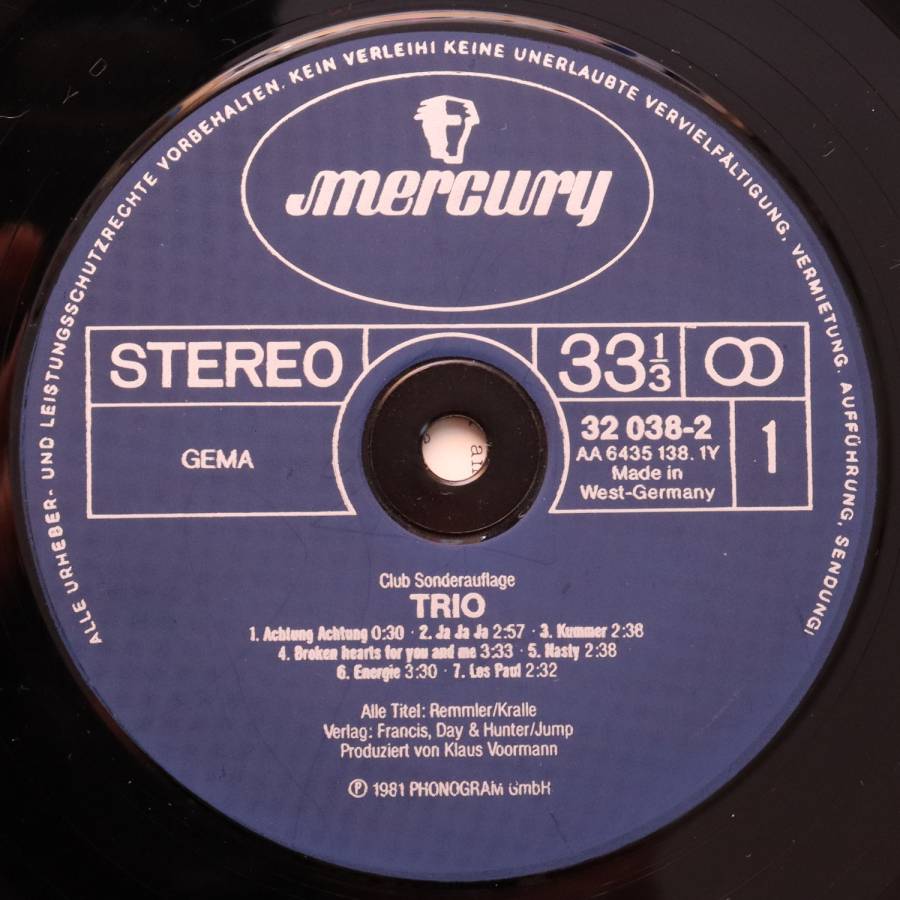 ALLE URHEBER- UND LEISTUNGSSCHUTZRECHTE VORBEHALTEN. KEIN VERLEIH! KEINE UNERLAUBTE VERVIELFÄLTIGUNG, VERMIETUNG, AUFFÜHRUNG, SENDUNG!
mercury
STEREO
33 1/3
GEMA
32 038-2
AA 6435 138. 1Y
Made in
West-Germany
1
Club Sonderauflage
TRIO
1. Achtung Achtung 0:30 · 2. Ja Ja Ja 2:57 · 3. Kummer 2:38
4. Broken hearts for you and me 3:33 · 5. Nasty 2:38
6. Energie 3:30 · 7. Los Paul 2:32
Alle Titel: Remmler/Kralle
Verlag: Francis, Day & Hunter/Jump
Produziert von Klaus Voormann
℗ 1981 PHONOGRAM GmbH